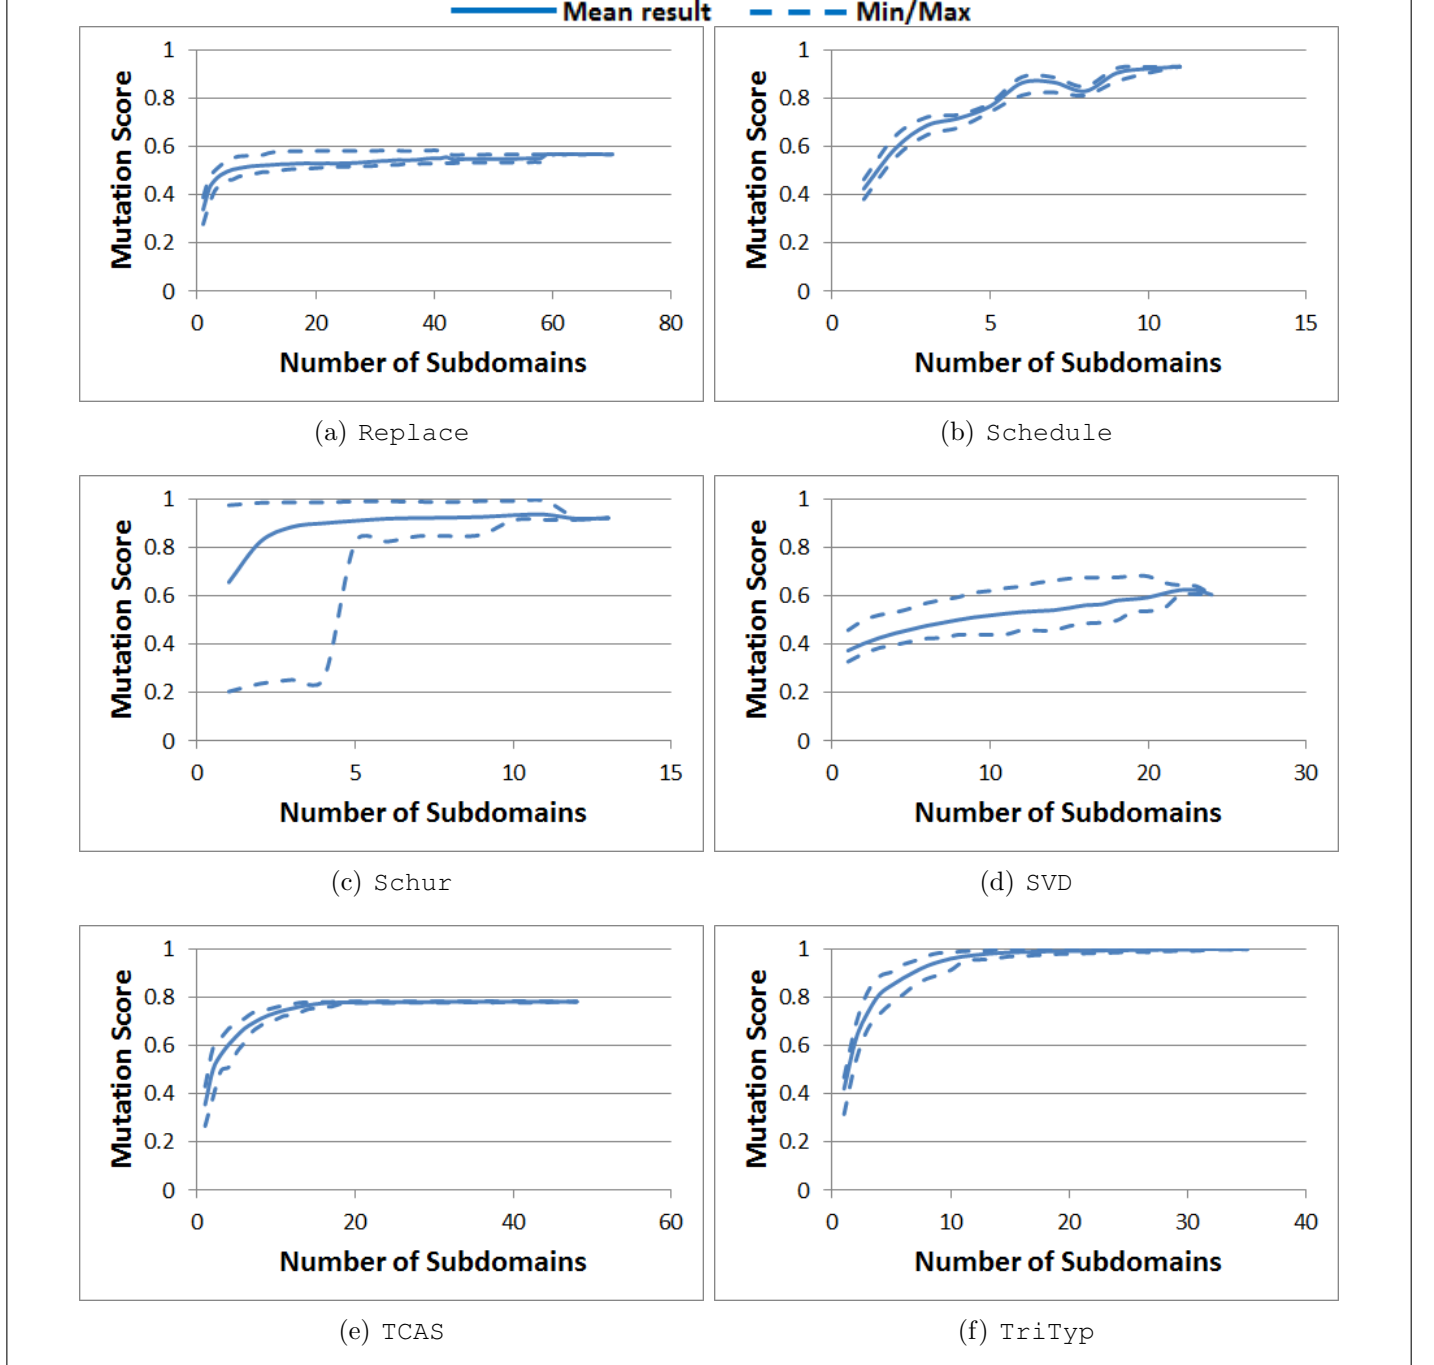 Mean result Min/Max
1
0.8
0.6
0.4
0.2
0
Mutation Score
0 20 40 60 80
Number of Subdomains
(a) Replace
1
0.8
0.6
0.4
0.2
0
Mutation Score
0 5 10 15
Number of Subdomains
(b) Schedule
1
0.8
0.6
0.4
0.2
0
Mutation Score
0 5 10 15
Number of Subdomains
(c) Schur
1
0.8
0.6
0.4
0.2
0
Mutation Score
0 10 20 30
Number of Subdomains
(d) SVD
1
0.8
0.6
0.4
0.2
0
Mutation Score
0 20 40 60
Number of Subdomains
(e) TCAS
1
0.8
0.6
0.4
0.2
0
Mutation Score
0 10 20 30 40
Number of Subdomains
(f) TriTyp